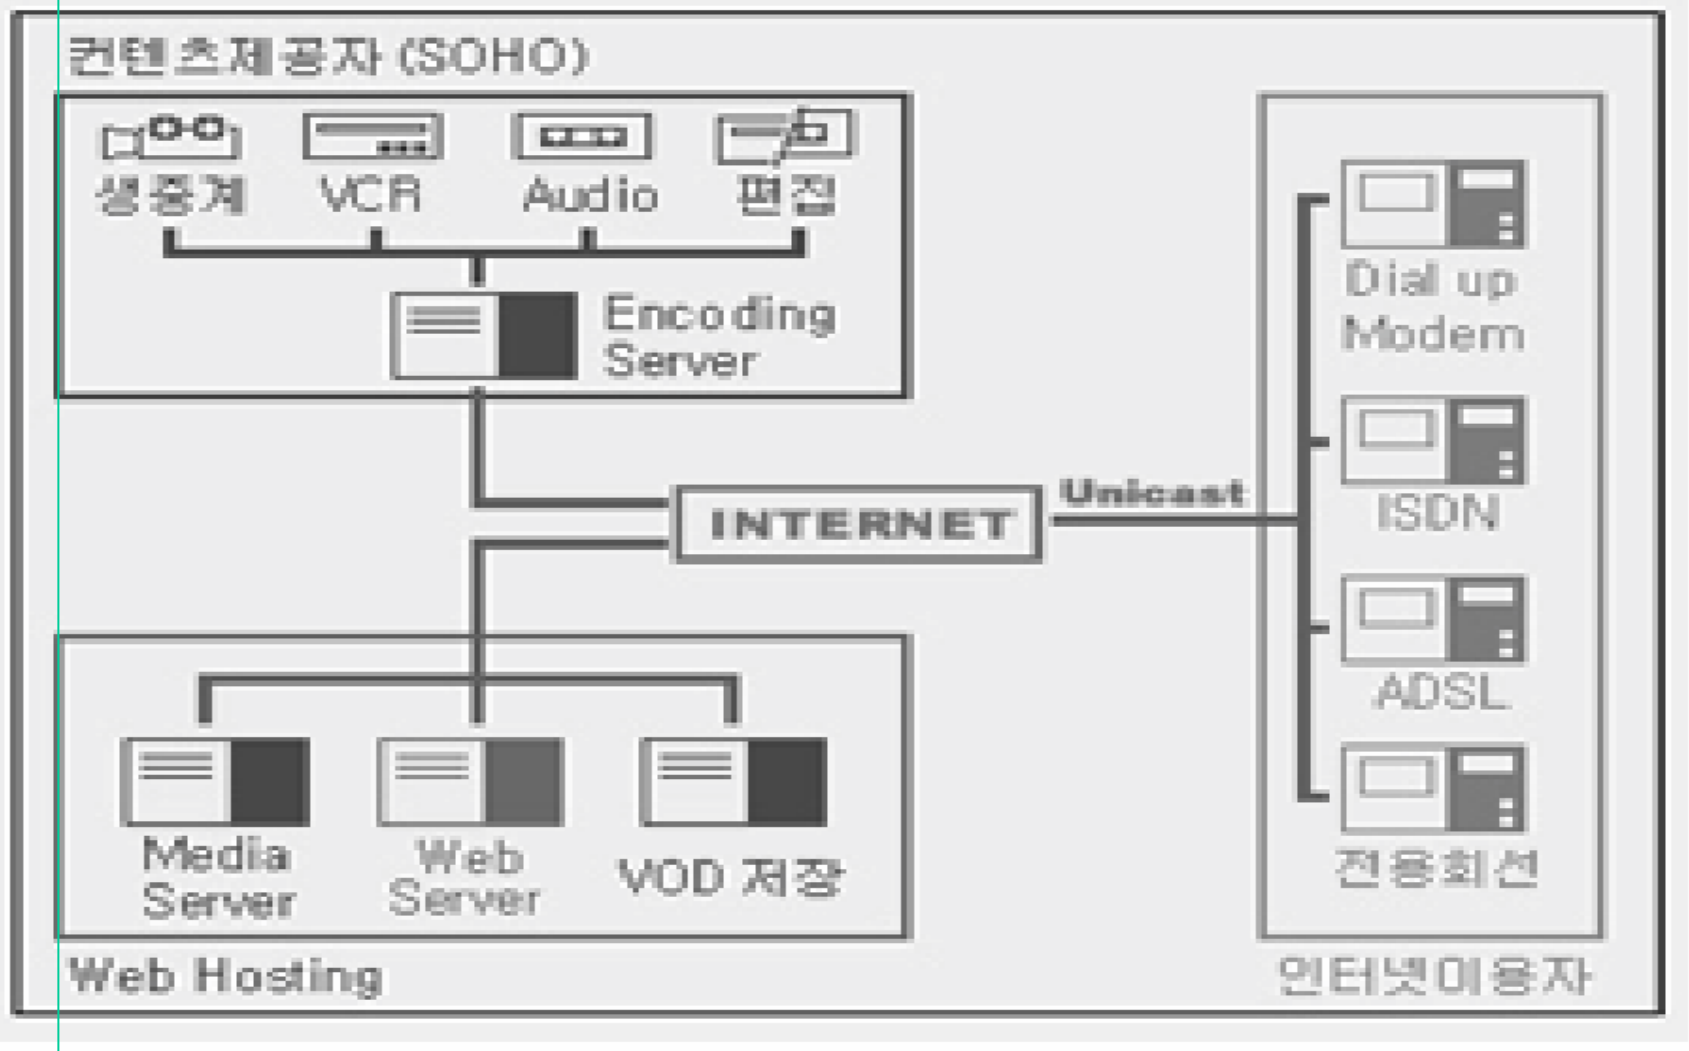 컨텐츠제공자 (SOHO)
생중계 VCR Audio 편집
Encoding
Server
Unicast
INTERNET
Dial up
Modem
ISDN
ADSL
전용회선
인터넷이용자
Media
Server
Web
Server
VOD 저장
Web Hosting